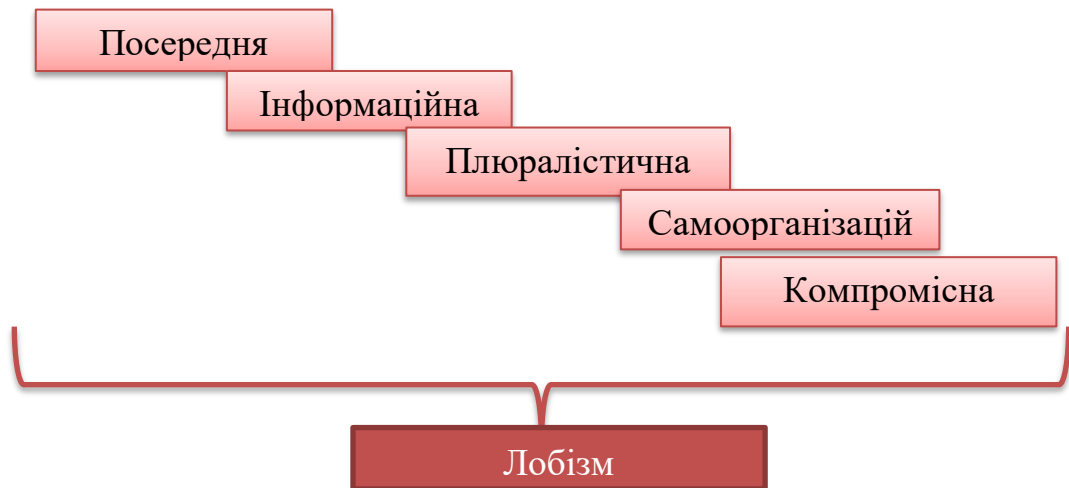 Посередня
Інформаційна
Плюралістична
Самоорганізацій
Компромісна
Лобізм